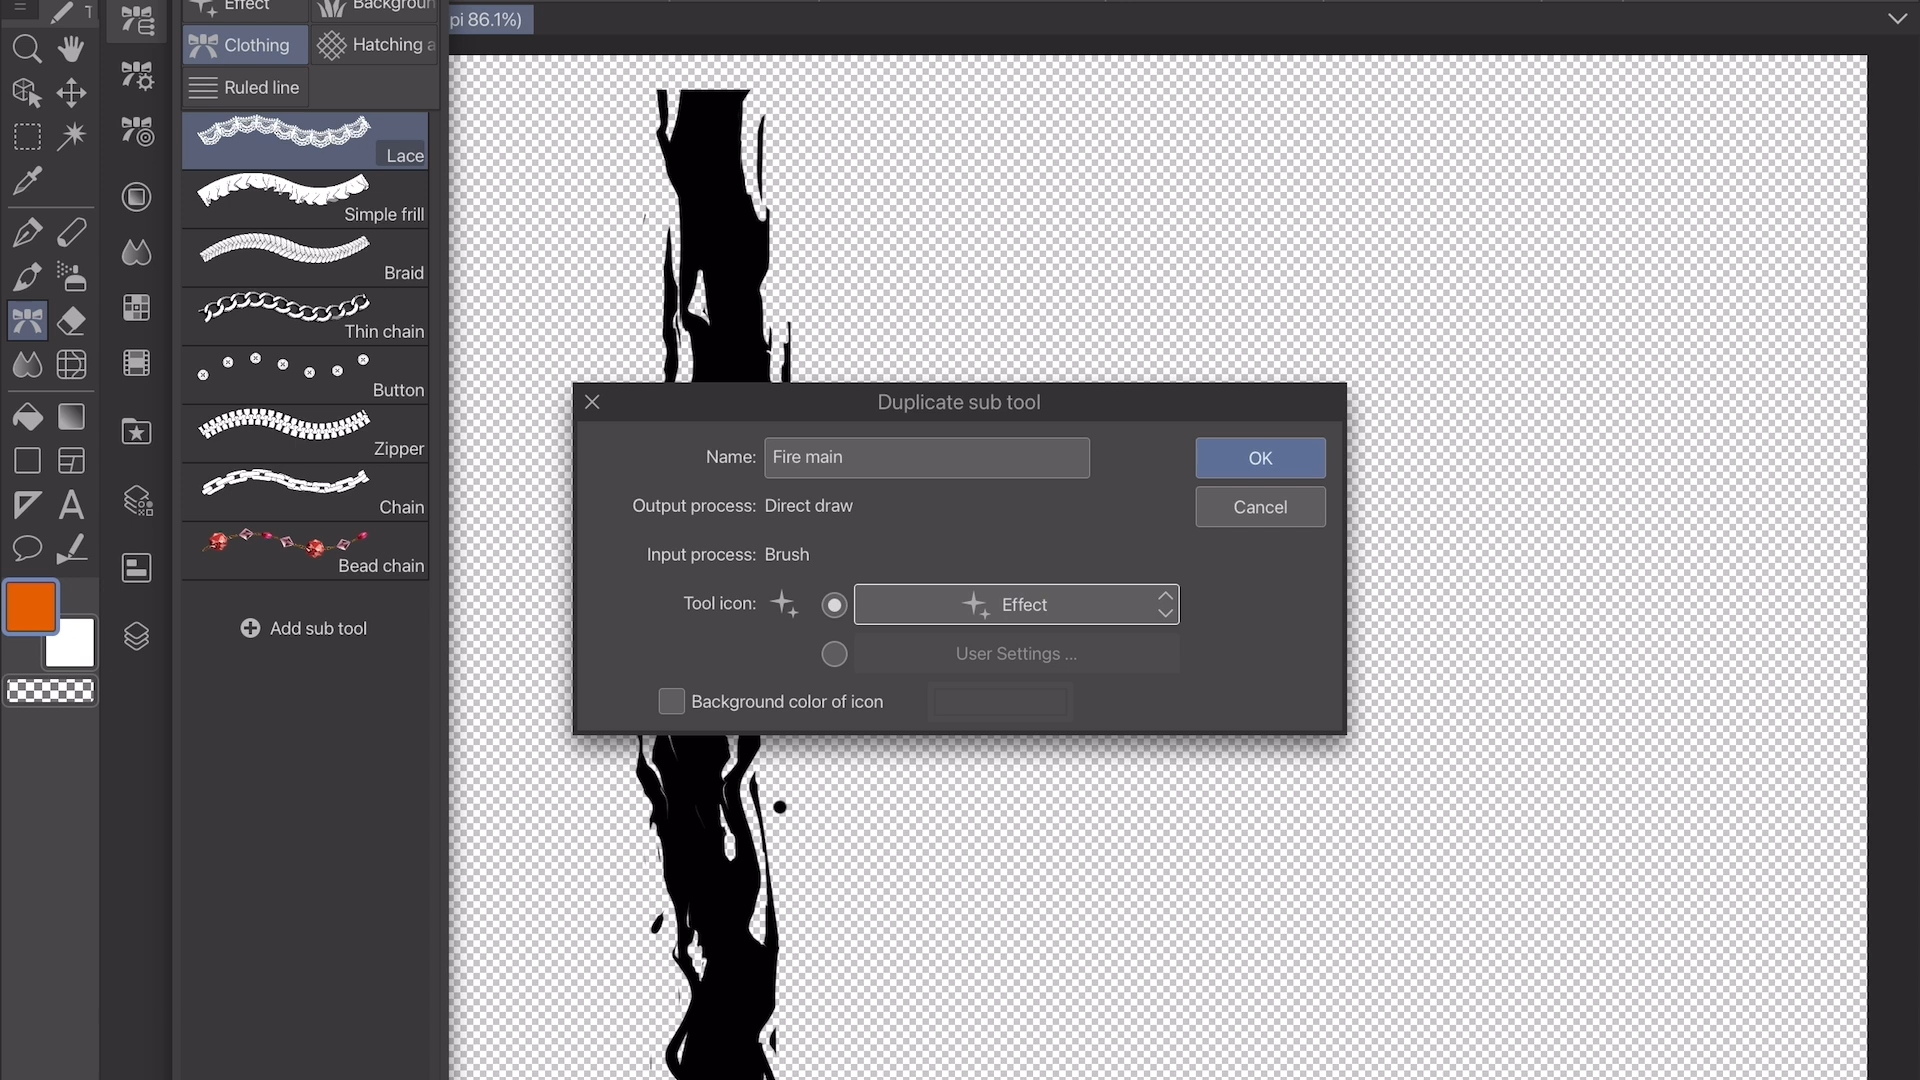 Effect
Backgroun
pi 86.1%)
Clothing
Hatching a
Ruled line
Lace
Simple frill
Braid
Thin chain
Button
Zipper
Chain
Bead chain
Add sub tool
Duplicate sub tool
Name: Fire main
OK
Output process: Direct draw
Cancel
Input process: Brush
Tool icon: Effect
User Settings ...
Background color of icon